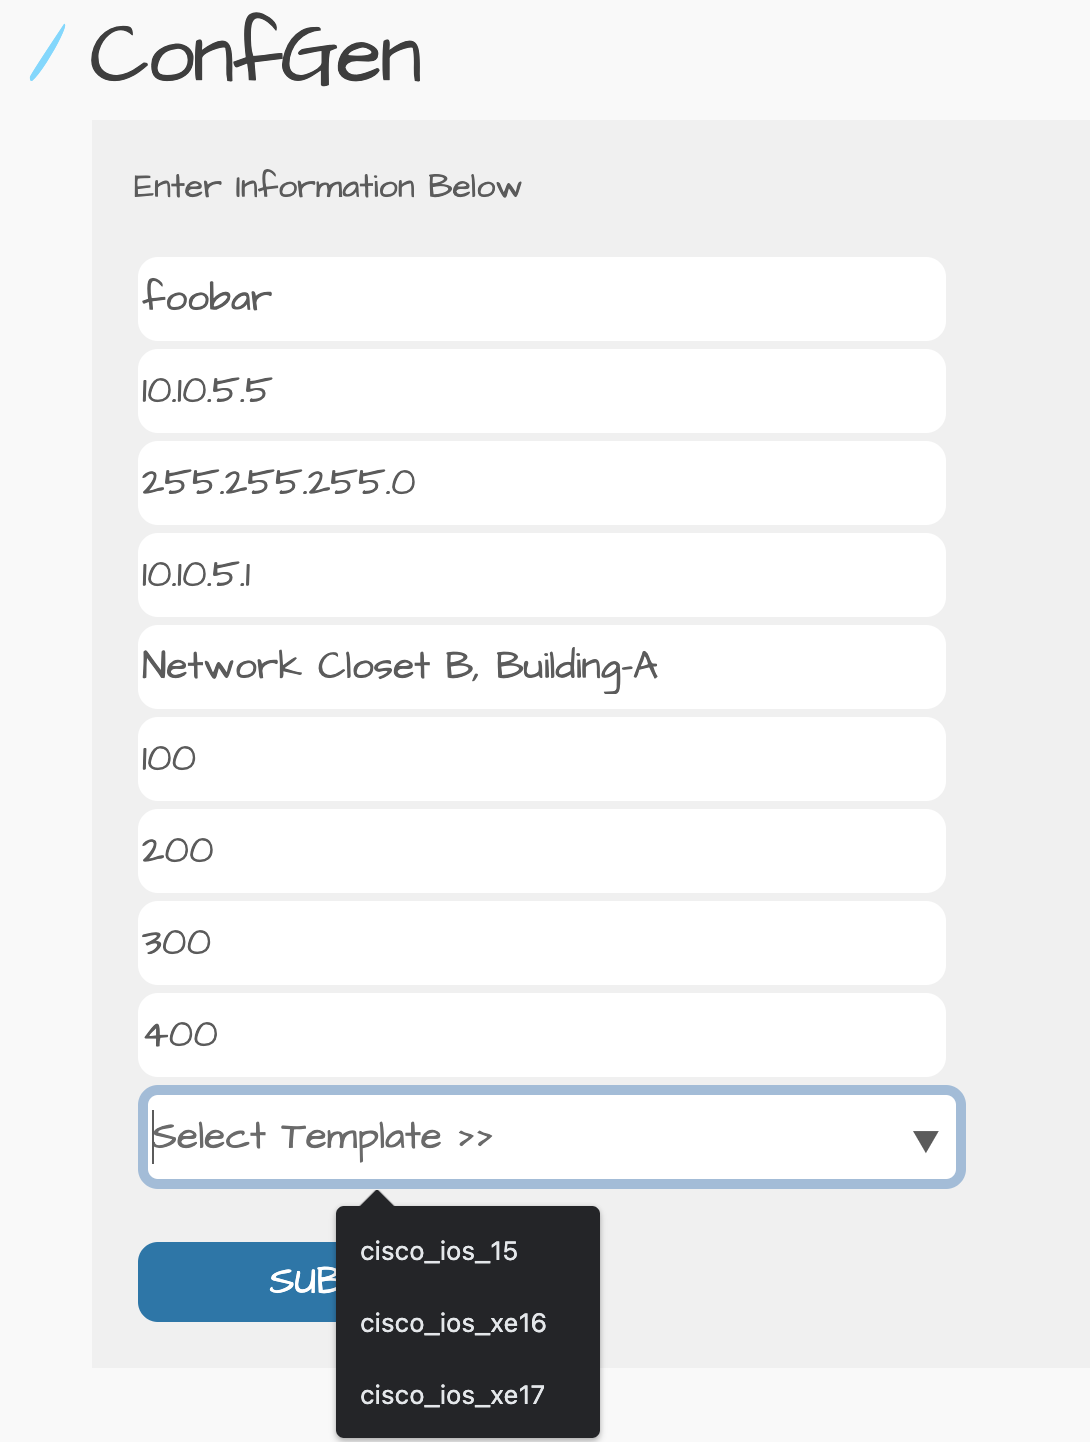 ConfGen
Enter Information Below
foobar
10.10.5.5
255.255.255.0
10.10.5.1
Network Closet B, Building-A
100
200
300
400
Select Template >>
SUB
cisco_ios_15
cisco_ios_xe16
cisco_ios_xe17